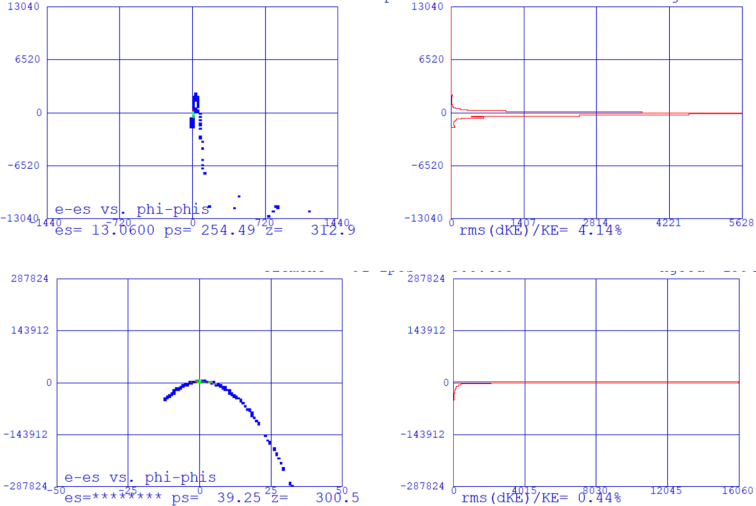 13040
13040
6520
6520
0
0
-6520
-6520
-13040
-13040
e-es vs. phi-phis
-1440 -720 0 720 1440
0 1407 2814 4221 5628
es= 13.0600 ps= 254.49 z= 312.9
rms(dKE)/KE= 4.14%
287824
287824
143912
143912
0
0
-143912
-143912
e-es vs. phi-phis
-287824
-287824
-50 -25 0 25 50
0 4015 8030 12045 16060
es=******** ps= 39.25 z= 300.5
rms(dKE)/KE= 0.44%